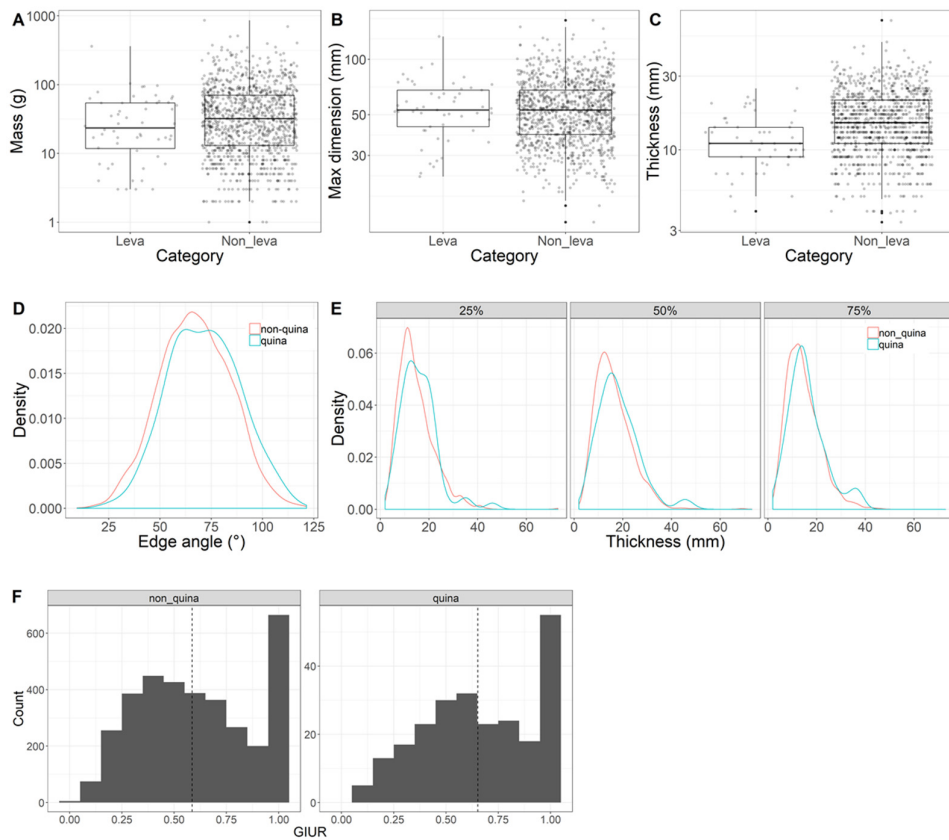 A
Mass (g)
1000
100
10
1
Leva
Non_leva
Category
B
Max dimension (mm)
100
50
30
Leva
Non_leva
Category
C
Thickness (mm)
30
10
3
Leva
Non_leva
Category
D
Density
0.020
0.015
0.010
0.005
0.000
25
50
75
100
125
Edge angle (°)
non-quina
quina
E
25%
50%
75%
Density
0.06
0.04
0.02
0.00
0
20
40
60
0
20
40
60
0
20
40
60
Thickness (mm)
non_quina
quina
F
non_quina
quina
Count
600
400
200
0
40
20
0
0.00
0.25
0.50
0.75
1.00
0.00
0.25
0.50
0.75
1.00
GIUR